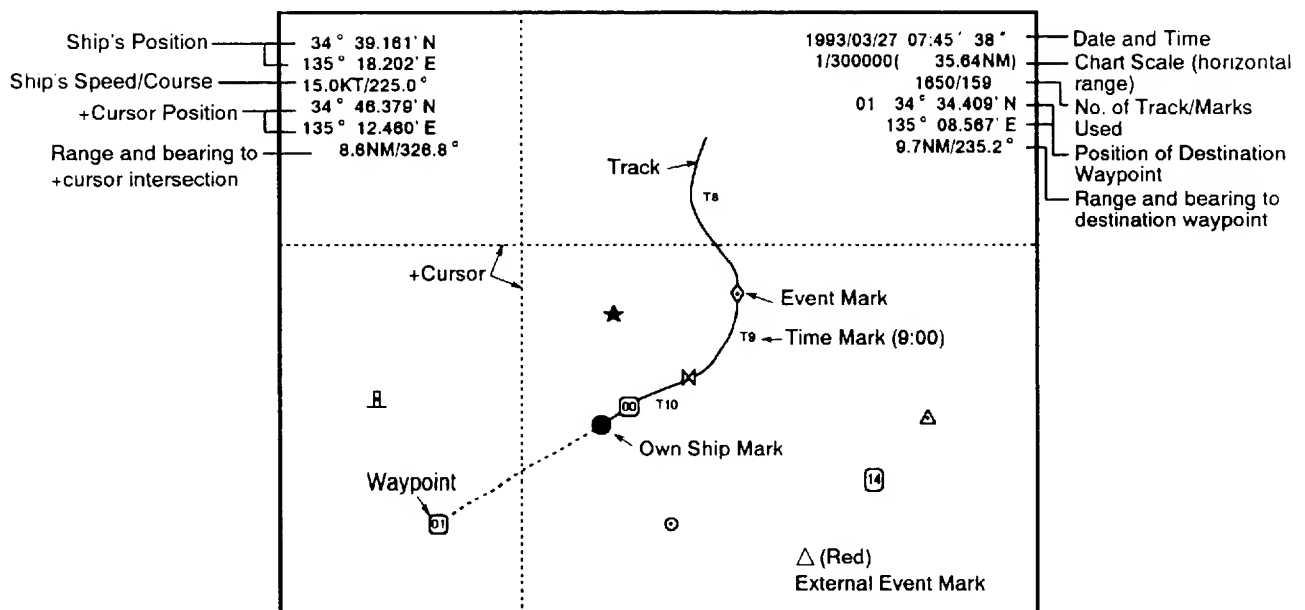 Ship's Position
34° 39.161' N
135° 18.202' E
Ship's Speed/Course
15.0KT/225.0°
+Cursor Position
34° 46.379' N
135° 12.460' E
Range and bearing to
+cursor intersection
8.6NM/326.8°
1993/03/27 07:45' 38"
Date and Time
1/300000( 35.64NM)
Chart Scale (horizontal
range)
1650/159
No. of Track/Marks
Used
01 34° 34.409' N
135° 08.567' E
Position of Destination
Waypoint
9.7NM/235.2°
Range and bearing to
destination waypoint
Track
T8
+Cursor
Event Mark
T9
Time Mark (9:00)
00
T10
Own Ship Mark
Waypoint
01
14
△ (Red)
External Event Mark